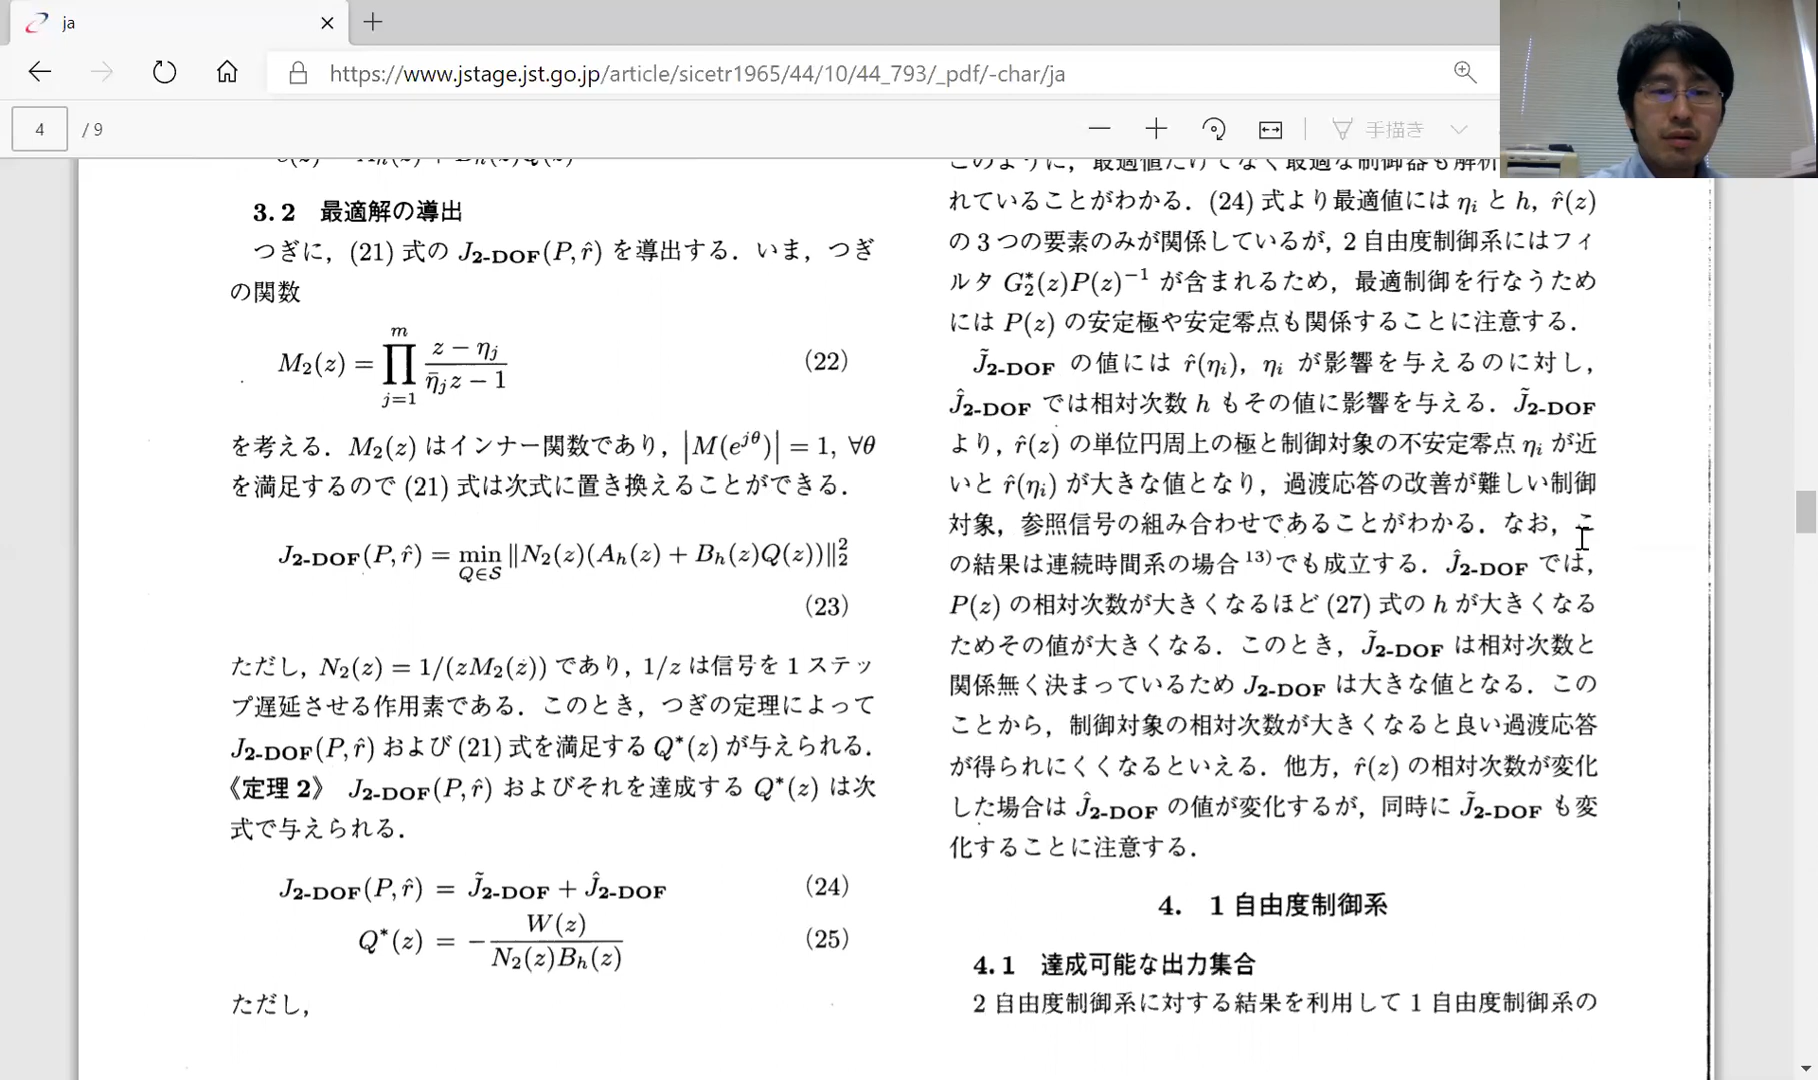 ja
https://www.jstage.jst.go.jp/article/sicetr1965/44/10/44_793/_pdf/-char/ja
4 / 9
手描き
3.2 最適解の導出
つぎに，(21) 式の J2-DOF(P, r̂) を導出する．いま，つぎ
の関数
M2(z) = ∏_{j=1}^{m} (z − ηj)/(η̄j z − 1) (22)
を考える．M2(z) はインナー関数であり，|M(e^{jθ})| = 1, ∀θ
を満足するので (21) 式は次式に置き換えることができる．
J2-DOF(P, r̂) = min_{Q∈S} ‖N2(z)(Ah(z) + Bh(z)Q(z))‖₂²
(23)
ただし，N2(z) = 1/(zM2(z)) であり，1/z は信号を 1 ステッ
プ遅延させる作用素である．このとき，つぎの定理によって
J2-DOF(P, r̂) および (21) 式を満足する Q*(z) が与えられる．
《定理 2》 J2-DOF(P, r̂) およびそれを達成する Q*(z) は次
式で与えられる．
J2-DOF(P, r̂) = J̃2-DOF + Ĵ2-DOF (24)
Q*(z) = − W(z)/(N2(z)Bh(z)) (25)
ただし，
このように，最適値だけでなく最適な制御器も解析
れていることがわかる．(24) 式より最適値には ηi と h, r̂(z)
の 3 つの要素のみが関係しているが，2 自由度制御系にはフィ
ルタ G2*(z)P(z)^{−1} が含まれるため，最適制御を行なうため
には P(z) の安定極や安定零点も関係することに注意する．
J̃2-DOF の値には r̂(ηi), ηi が影響を与えるのに対し，
Ĵ2-DOF では相対次数 h もその値に影響を与える．J̃2-DOF
より，r̂(z) の単位円周上の極と制御対象の不安定零点 ηi が近
いと r̂(ηi) が大きな値となり，過渡応答の改善が難しい制御
対象，参照信号の組み合わせであることがわかる．なお，こ
の結果は連続時間系の場合 13) でも成立する．Ĵ2-DOF では，
P(z) の相対次数が大きくなるほど (27) 式の h が大きくなる
ためその値が大きくなる．このとき，J̃2-DOF は相対次数と
関係無く決まっているため J2-DOF は大きな値となる．この
ことから，制御対象の相対次数が大きくなると良い過渡応答
が得られにくくなるといえる．他方，r̂(z) の相対次数が変化
した場合は Ĵ2-DOF の値が変化するが，同時に J̃2-DOF も変
化することに注意する．
4. 1 自由度制御系
4.1 達成可能な出力集合
2 自由度制御系に対する結果を利用して 1 自由度制御系の